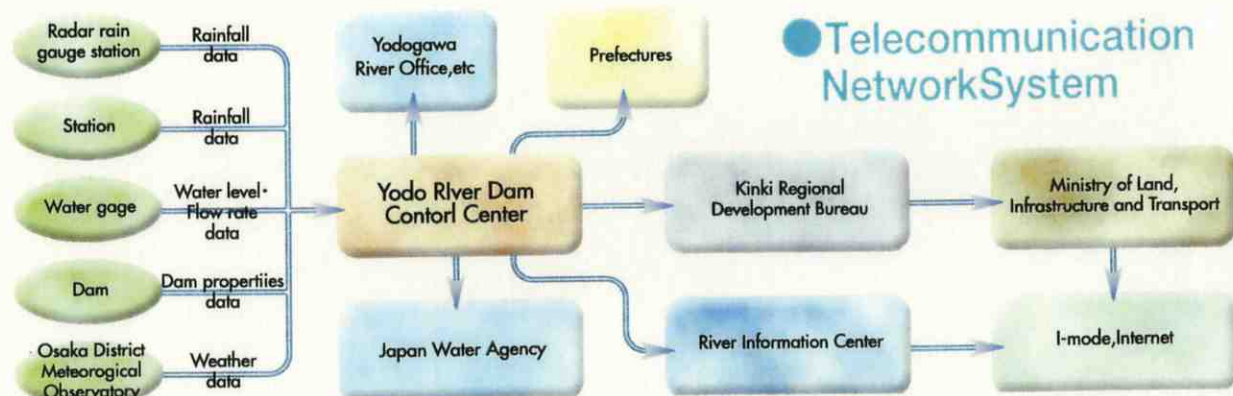 Telecommunication
NetworkSystem
Radar rain
gauge station
Rainfall
data
Station
Rainfall
data
Water gage
Water level·
Flow rate
data
Dam
Dam propertiies
data
Osaka District
Meteorogical
Observatory
Weather
data
Yodogawa
River Office,etc
Prefectures
Yodo RIver Dam
Contorl Center
Kinki Regional
Development Bureau
Ministry of Land,
Infrastructure and Transport
Japan Water Agency
River Information Center
I-mode,Internet